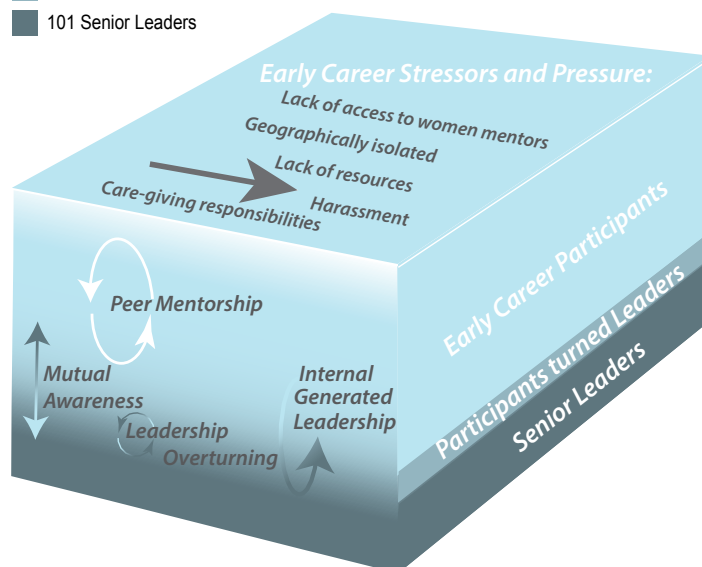 101 Senior Leaders
Early Career Stressors and Pressure:
Lack of access to women mentors
Geographically isolated
Lack of resources
Harassment
Care-giving responsibilities
Peer Mentorship
Mutual
Awareness
Internal
Generated
Leadership
Leadership
Overturning
Early Career Participants
Participants turned Leaders
Senior Leaders